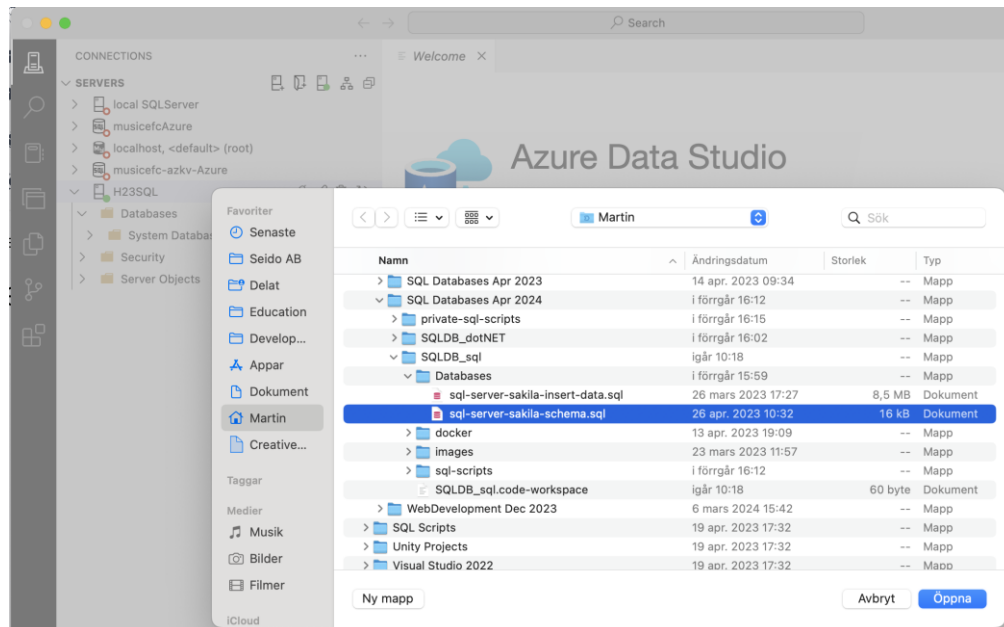 Search
CONNECTIONS
Welcome
SERVERS
local SQLServer
musicefcAzure
localhost, <default> (root)
musicefc-azkv-Azure
H23SQL
Databases
System Databas
Security
Server Objects
Azure Data Studio
Favoriter
Senaste
Seido AB
Delat
Education
Develop...
Appar
Dokument
Martin
Creative...
Taggar
Medier
Musik
Bilder
Filmer
iCloud
Martin
Sök
Namn Ändringsdatum Storlek Typ
SQL Databases Apr 2023 14 apr. 2023 09:34 -- Mapp
SQL Databases Apr 2024 i förrgår 16:12 -- Mapp
private-sql-scripts i förrgår 16:15 -- Mapp
SQLDB_dotNET i förrgår 16:02 -- Mapp
SQLDB_sql igår 10:18 -- Mapp
Databases i förrgår 15:59 -- Mapp
sql-server-sakila-insert-data.sql 26 mars 2023 17:27 8,5 MB Dokument
sql-server-sakila-schema.sql 26 apr. 2023 10:32 16 kB Dokument
docker 13 apr. 2023 19:09 -- Mapp
images 23 mars 2023 11:57 -- Mapp
sql-scripts i förrgår 16:12 -- Mapp
SQLDB_sql.code-workspace igår 10:18 60 byte Dokument
WebDevelopment Dec 2023 6 mars 2024 15:42 -- Mapp
SQL Scripts 19 apr. 2023 17:32 -- Mapp
Unity Projects 19 apr. 2023 17:32 -- Mapp
Visual Studio 2022 19 apr. 2023 17:32 -- Mapp
Ny mapp
Avbryt
Öppna